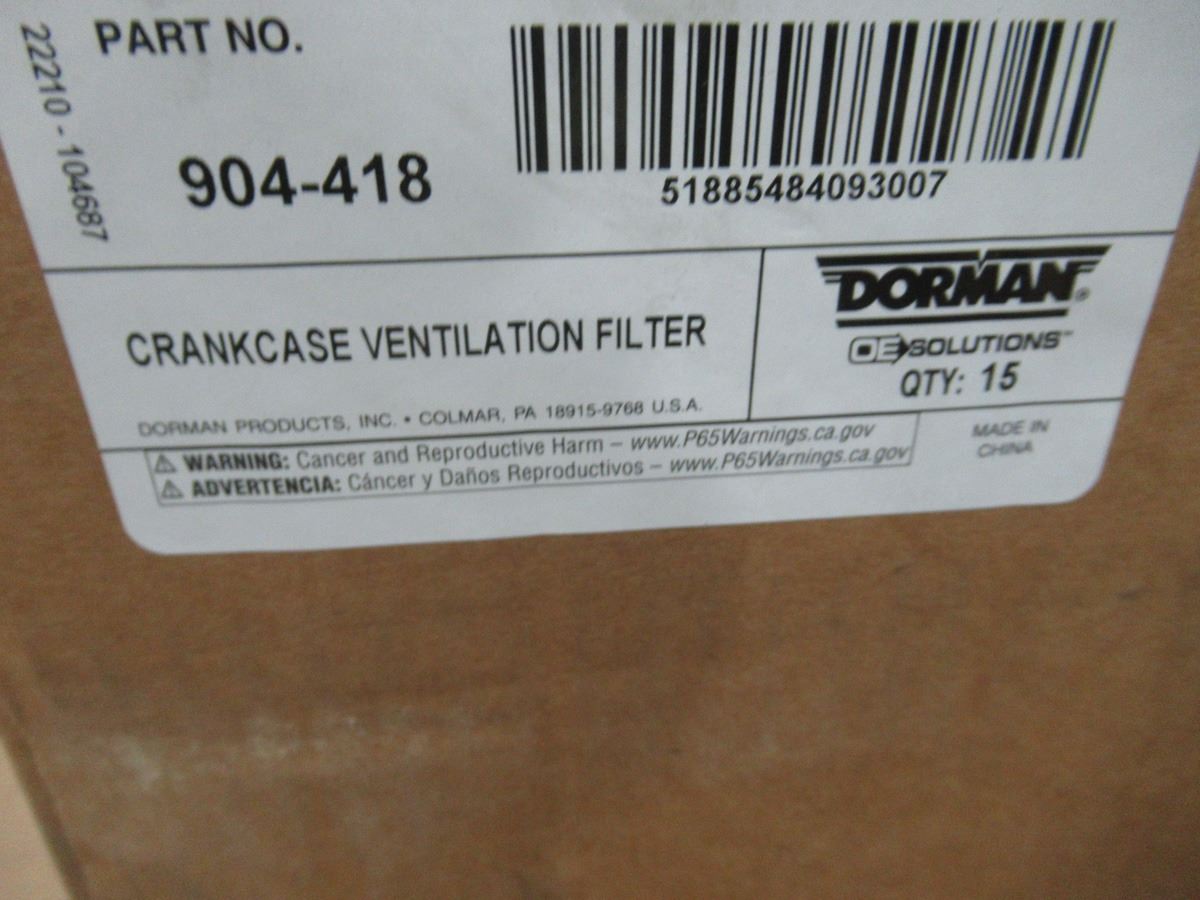 22210 - 104687
PART NO.
904-418
51885484093007
CRANKCASE VENTILATION FILTER
DORMAN PRODUCTS, INC. • COLMAR, PA 18915-9768 U.S.A.
DORMAN®
OE SOLUTIONS™
QTY: 15
⚠ WARNING: Cancer and Reproductive Harm – www.P65Warnings.ca.gov
⚠ ADVERTENCIA: Cáncer y Daños Reproductivos – www.P65Warnings.ca.gov
MADE IN
CHINA